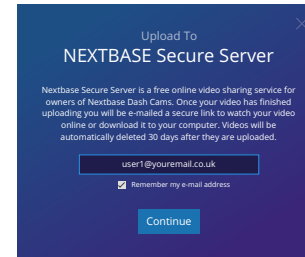 Upload To
NEXTBASE Secure Server
Nextbase Secure Server is a free online video sharing service for
owners of Nextbase Dash Cams. Once your video has finished
uploading you will be e-mailed a secure link to watch your video
online or download it to your computer. Videos will be
automatically deleted 30 days after they are uploaded.
user1@youremail.co.uk
Remember my e-mail address
Continue